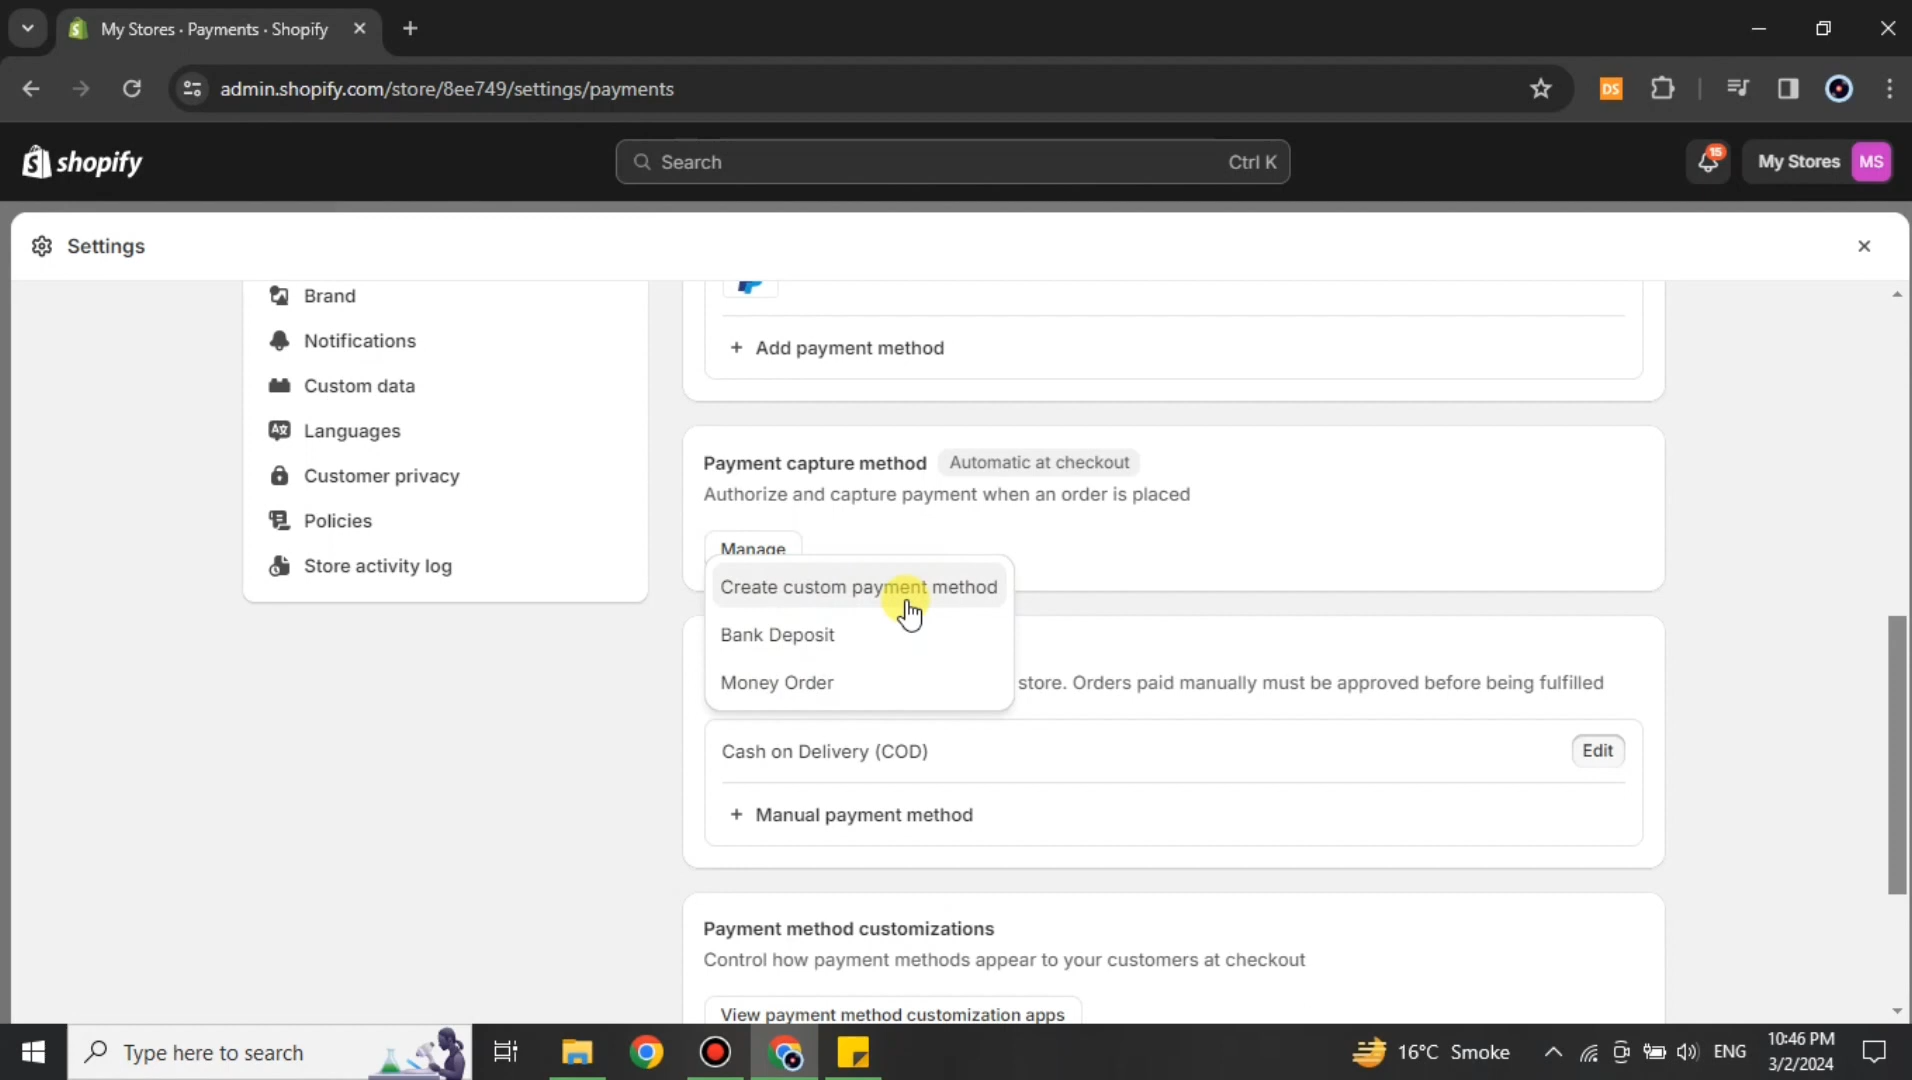 My Stores · Payments · Shopify
admin.shopify.com/store/8ee749/settings/payments
DS
shopify
Search
Ctrl K
15
My Stores
MS
Settings
Brand
Notifications
Custom data
Languages
Customer privacy
Policies
Store activity log
+ Add payment method
Payment capture method
Automatic at checkout
Authorize and capture payment when an order is placed
Manage
Create custom payment method
Bank Deposit
Money Order
store. Orders paid manually must be approved before being fulfilled
Cash on Delivery (COD)
Edit
+ Manual payment method
Payment method customizations
Control how payment methods appear to your customers at checkout
View payment method customization apps
Type here to search
16°C Smoke
ENG
10:46 PM
3/2/2024